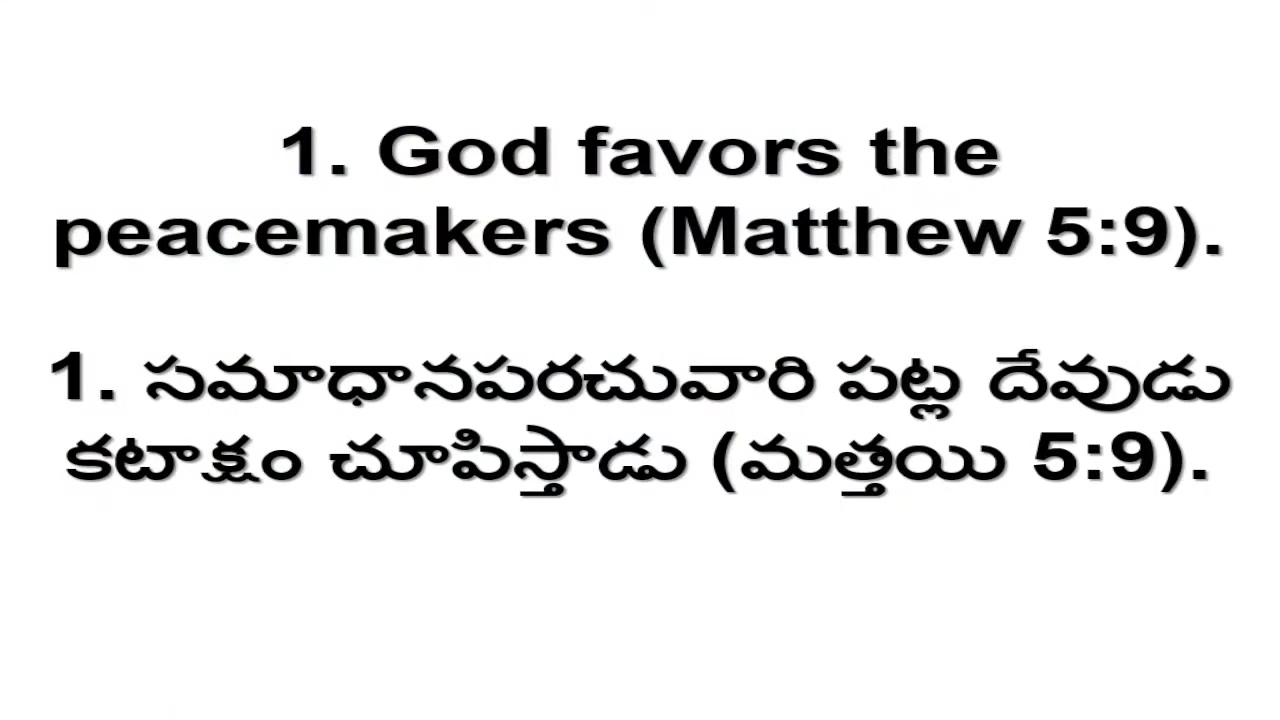 1. God favors the
peacemakers (Matthew 5:9).
1. సమాధానపరచువారి పట్ల దేవుడు
కటాక్షం చూపిస్తాడు (మత్తయి 5:9).